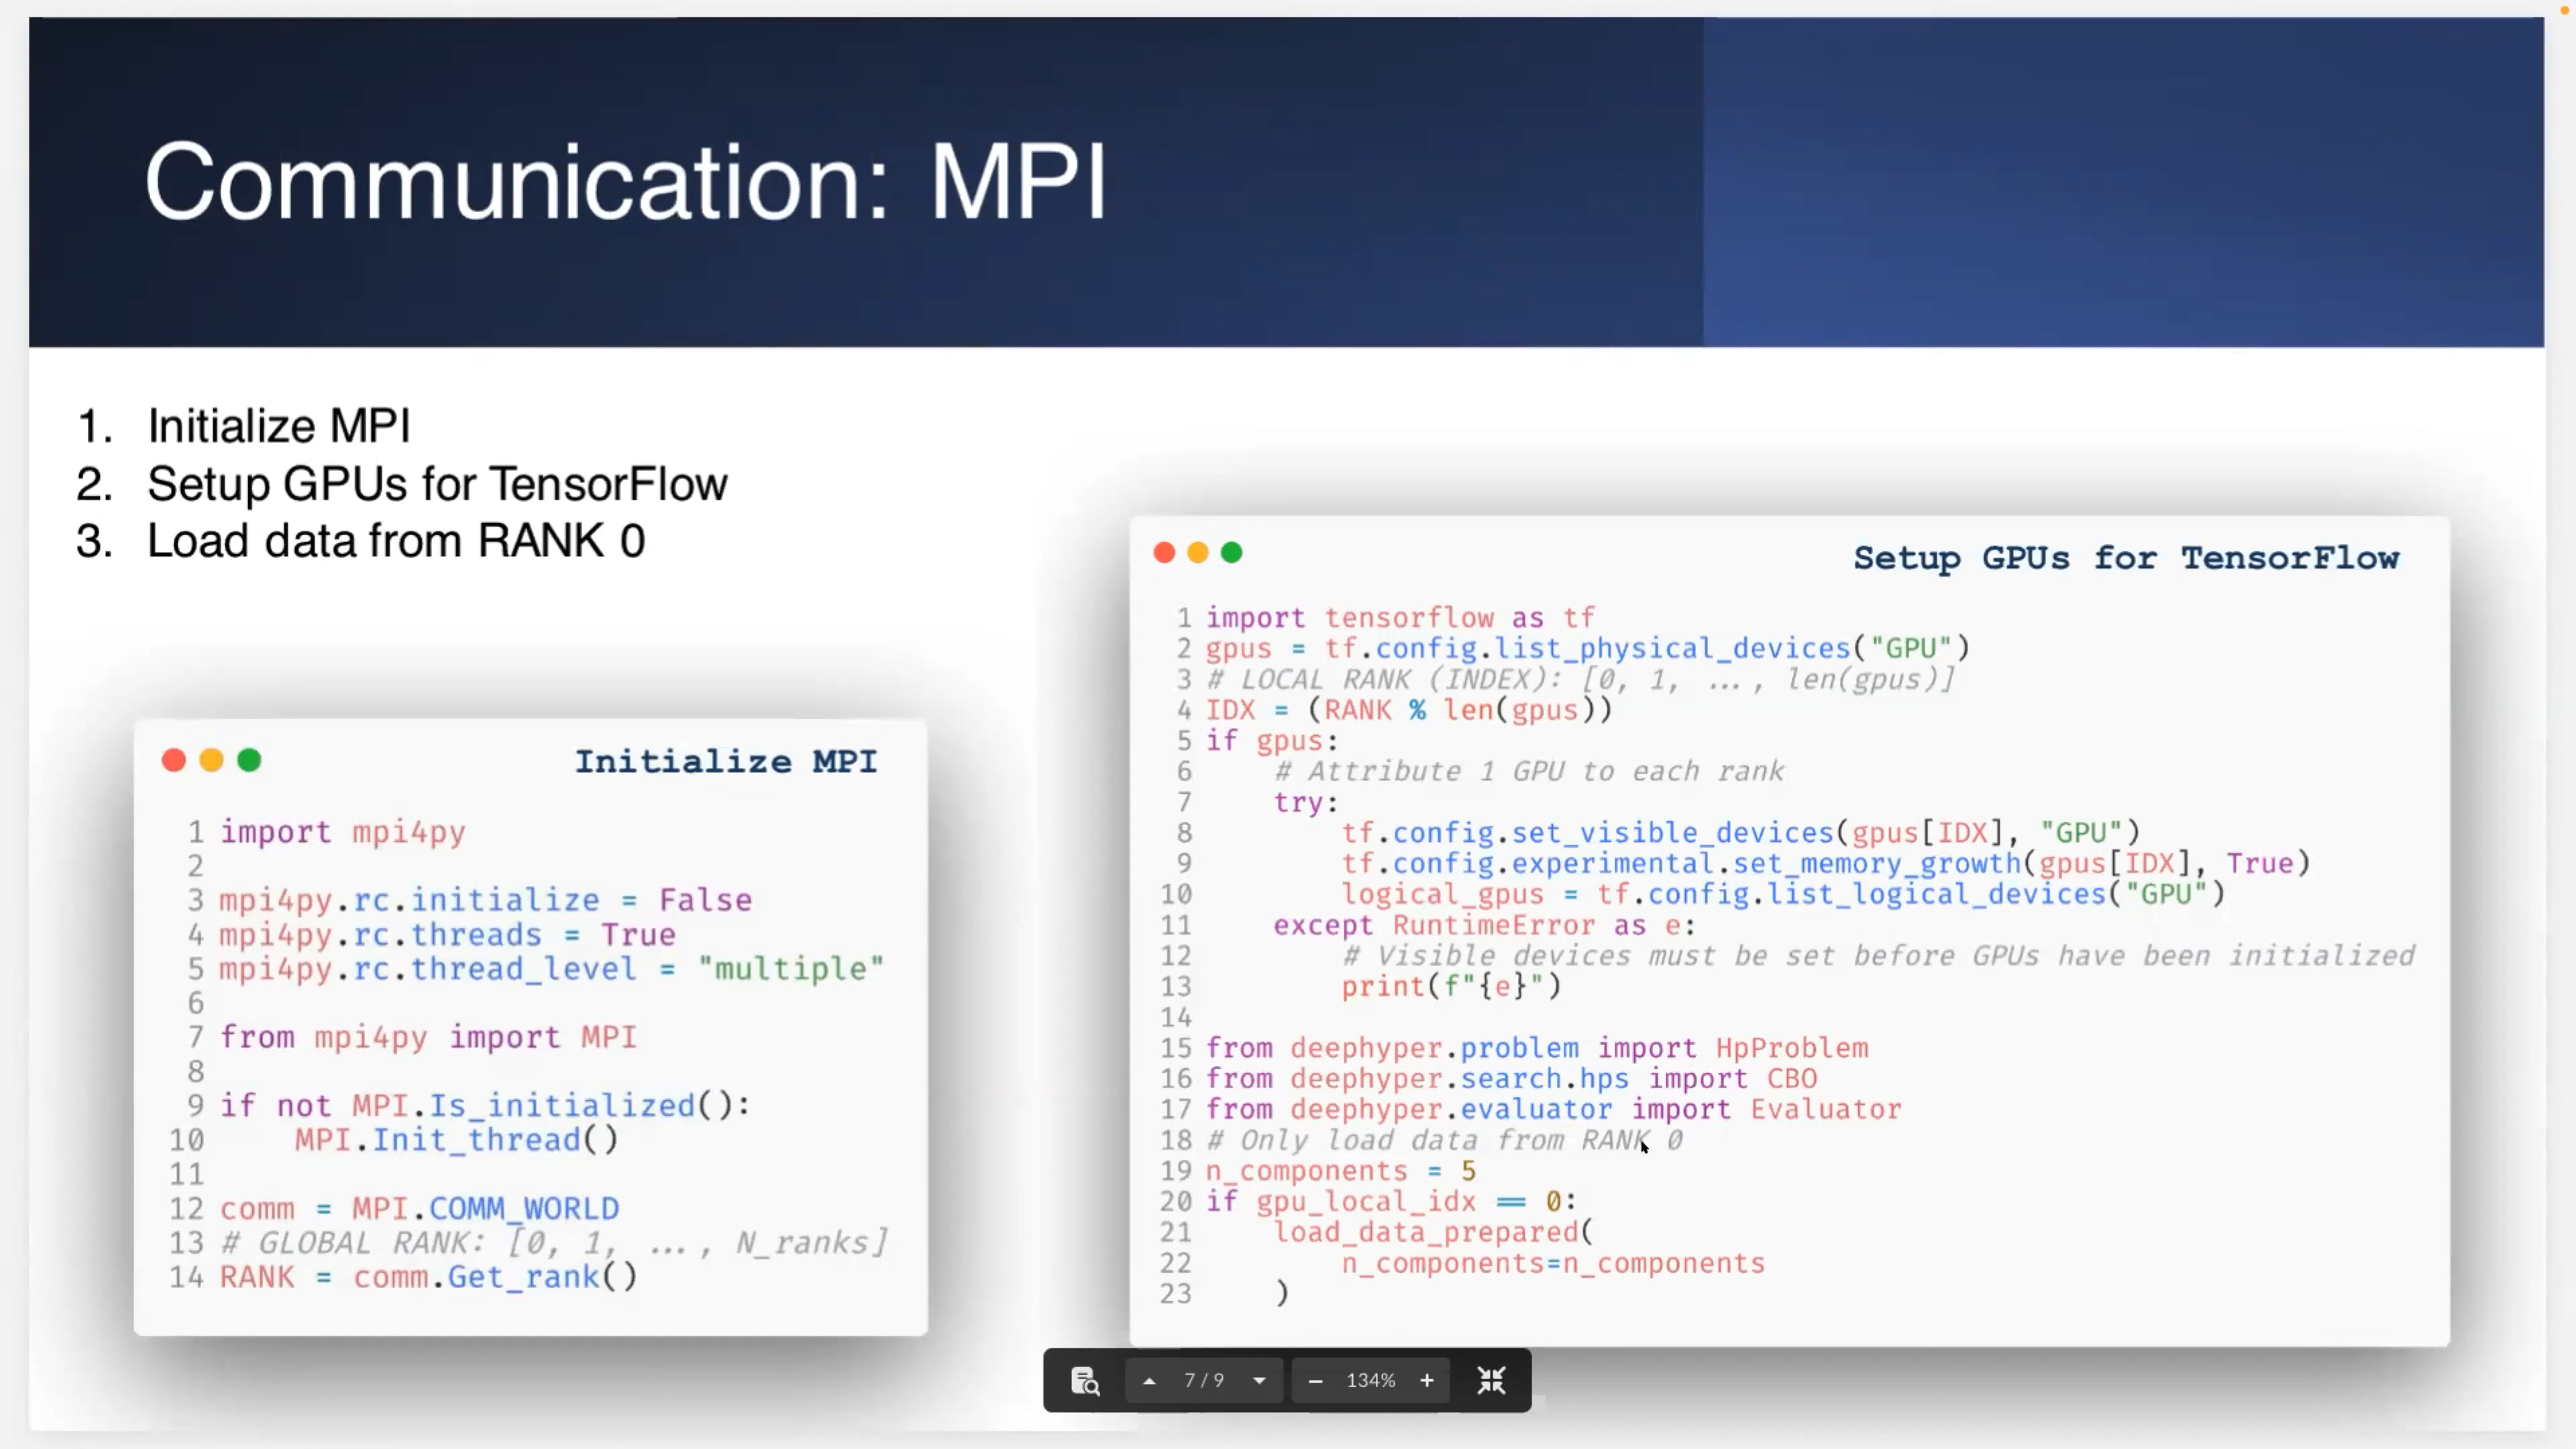 Communication: MPI
1. Initialize MPI
2. Setup GPUs for TensorFlow
3. Load data from RANK 0
Initialize MPI
1 import mpi4py
2
3 mpi4py.rc.initialize = False
4 mpi4py.rc.threads = True
5 mpi4py.rc.thread_level = "multiple"
6
7 from mpi4py import MPI
8
9 if not MPI.Is_initialized():
10     MPI.Init_thread()
11
12 comm = MPI.COMM_WORLD
13 # GLOBAL RANK: [0, 1, ..., N_ranks]
14 RANK = comm.Get_rank()
Setup GPUs for TensorFlow
1 import tensorflow as tf
2 gpus = tf.config.list_physical_devices("GPU")
3 # LOCAL RANK (INDEX): [0, 1, ..., len(gpus)]
4 IDX = (RANK % len(gpus))
5 if gpus:
6     # Attribute 1 GPU to each rank
7     try:
8         tf.config.set_visible_devices(gpus[IDX], "GPU")
9         tf.config.experimental.set_memory_growth(gpus[IDX], True)
10         logical_gpus = tf.config.list_logical_devices("GPU")
11     except RuntimeError as e:
12         # Visible devices must be set before GPUs have been initialized
13         print(f"{e}")
14
15 from deephyper.problem import HpProblem
16 from deephyper.search.hps import CBO
17 from deephyper.evaluator import Evaluator
18 # Only load data from RANK 0
19 n_components = 5
20 if gpu_local_idx == 0:
21     load_data_prepared(
22         n_components=n_components
23     )
7 / 9
134%